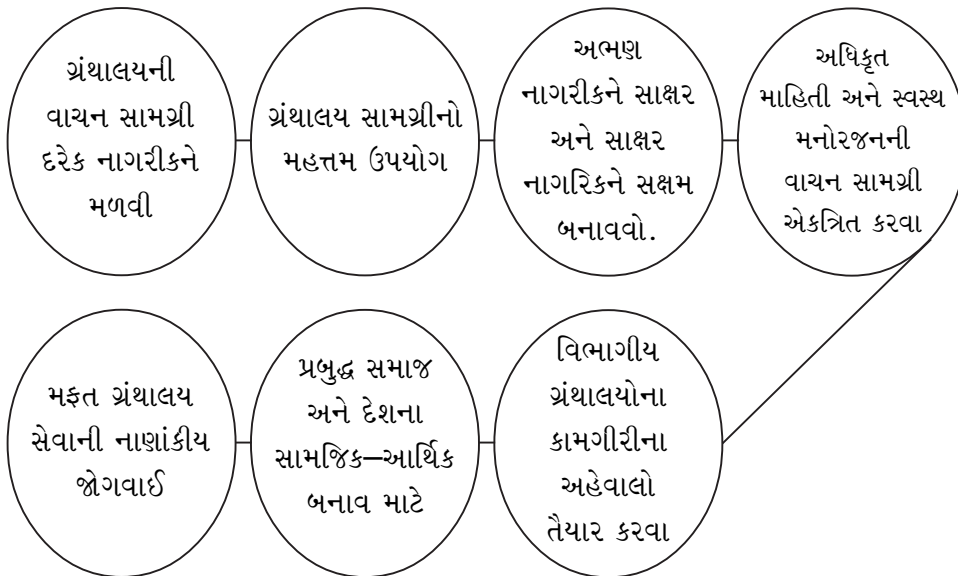 ગ્રંથાલયની
વાચન સામગ્રી
દરેક નાગરીકને
મળવી
ગ્રંથાલય સામગ્રીનો
મહત્તમ ઉપયોગ
અભણ
નાગરીકને સાક્ષર
અને સાક્ષર
નાગરિકને સક્ષમ
બનાવવો.
અધિકૃત
માહિતી અને સ્વસ્થ
મનોરજનની
વાચન સામગ્રી
એકત્રિત કરવા
મફત ગ્રંથાલય
સેવાની નાણાંકીય
જોગવાઈ
પ્રબુદ્ધ સમાજ
અને દેશના
સામજિક–આર્થિક
બનાવ માટે
વિભાગીય
ગ્રંથાલયોના
કામગીરીના
અહેવાલો
તૈયાર કરવા